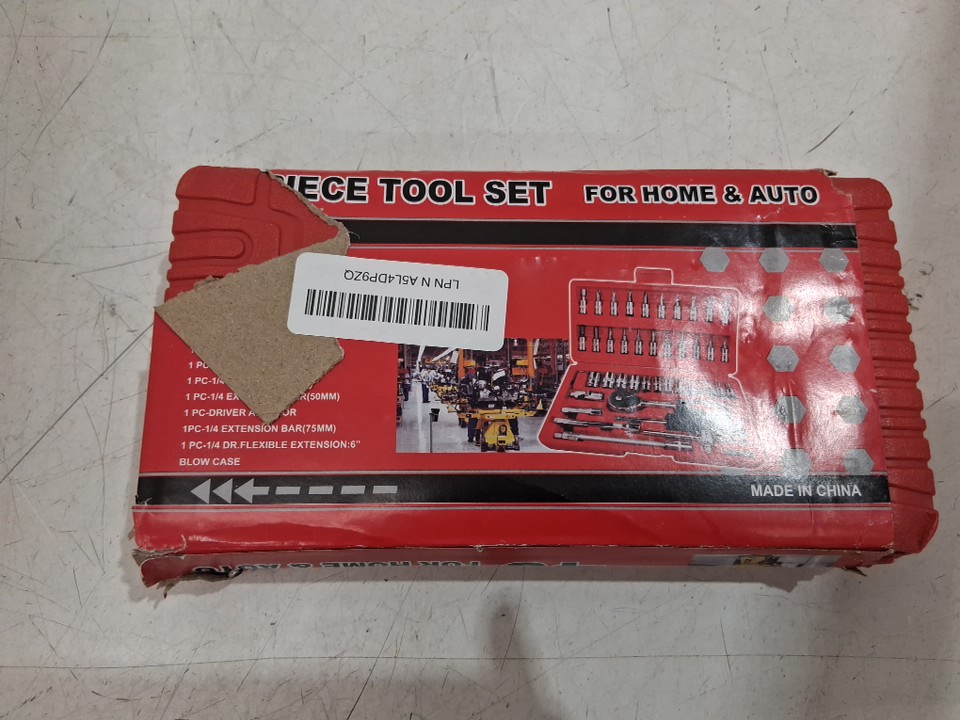 IECE TOOL SET FOR HOME & AUTO
LPN N A5L4DP9ZQ
1 PC
1 PC-1/4
1 PC-1/4 (50MM)
1 PC-DRIVER
1PC-1/4 EXTENSION BAR(75MM)
1 PC-1/4 DR.FLEXIBLE EXTENSION:6"
BLOW CASE
MADE IN CHINA
FOR HOME & AUTO